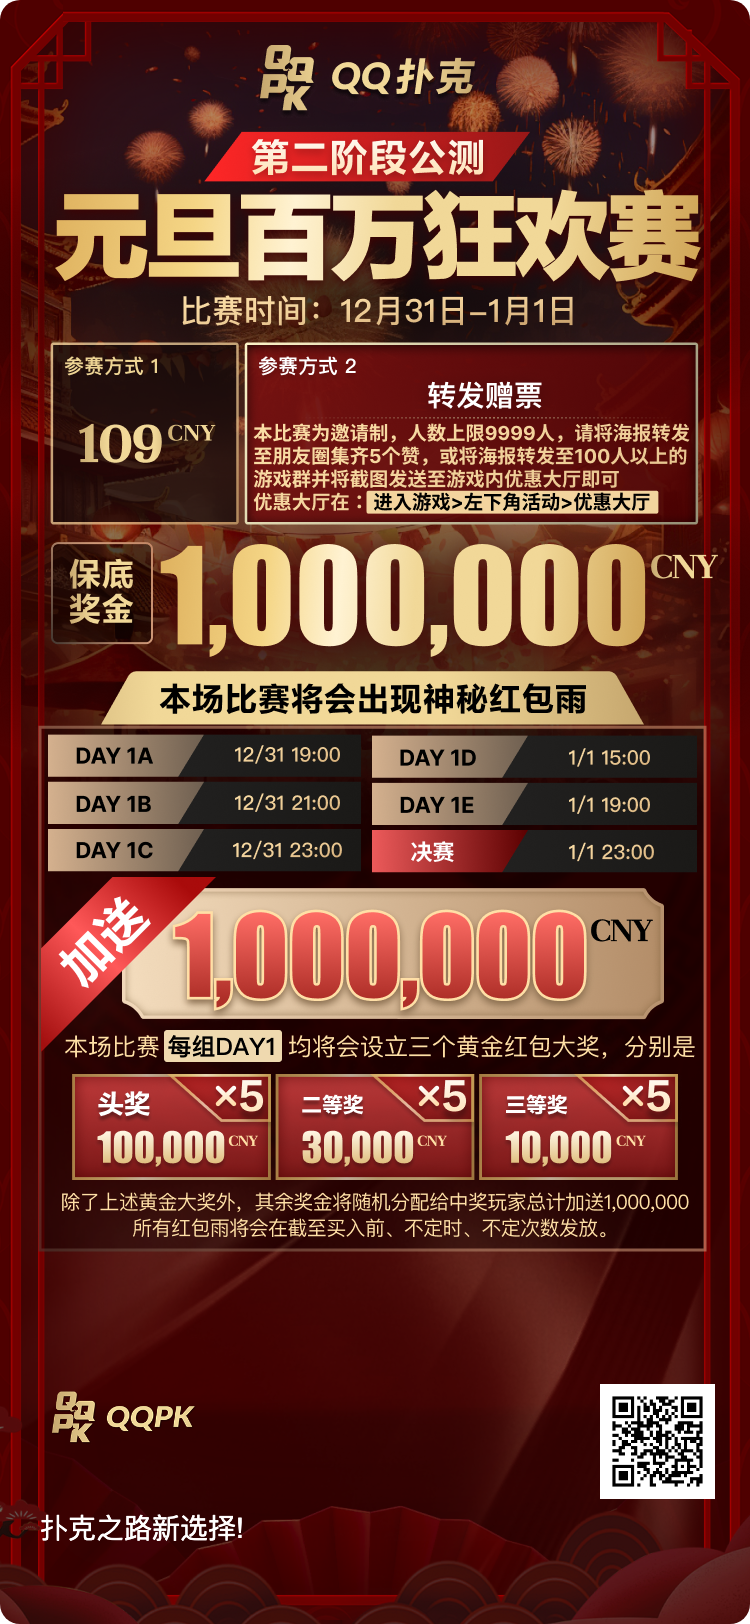 QQPK QQ扑克
第二阶段公测
元旦百万狂欢赛
比赛时间：12月31日-1月1日
参赛方式 1
109 CNY
参赛方式 2
转发赠票
本比赛为邀请制，人数上限9999人，请将海报转发
至朋友圈集齐5个赞，或将海报转发至100人以上的
游戏群并将截图发送至游戏内优惠大厅即可
优惠大厅在：进入游戏>左下角活动>优惠大厅
保底
奖金
1,000,000 CNY
本场比赛将会出现神秘红包雨
DAY 1A 12/31 19:00
DAY 1B 12/31 21:00
DAY 1C 12/31 23:00
DAY 1D 1/1 15:00
DAY 1E 1/1 19:00
决赛 1/1 23:00
加送
1,000,000 CNY
本场比赛 每组DAY1 均将会设立三个黄金红包大奖，分别是
头奖 ×5
100,000 CNY
二等奖 ×5
30,000 CNY
三等奖 ×5
10,000 CNY
除了上述黄金大奖外，其余奖金将随机分配给中奖玩家总计加送1,000,000
所有红包雨将会在截至买入前、不定时、不定次数发放。
QQPK QQPK
扑克之路新选择!